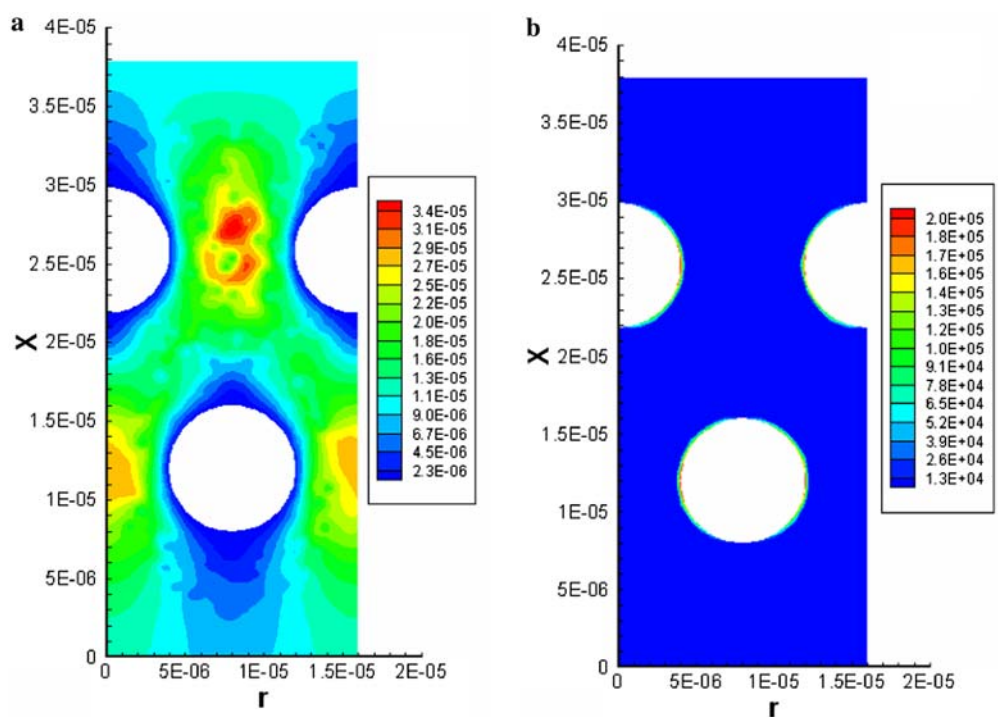 a
4E-05
3.5E-05
3E-05
2.5E-05
2E-05
1.5E-05
1E-05
5E-06
0
X
0
5E-06
1E-05
1.5E-05
2E-05
r
3.4E-05
3.1E-05
2.9E-05
2.7E-05
2.5E-05
2.2E-05
2.0E-05
1.8E-05
1.6E-05
1.3E-05
1.1E-05
9.0E-06
6.7E-06
4.5E-06
2.3E-06
b
4E-05
3.5E-05
3E-05
2.5E-05
2E-05
1.5E-05
1E-05
5E-06
0
X
0
5E-06
1E-05
1.5E-05
2E-05
r
2.0E+05
1.8E+05
1.7E+05
1.6E+05
1.4E+05
1.3E+05
1.2E+05
1.0E+05
9.1E+04
7.8E+04
6.5E+04
5.2E+04
3.9E+04
2.6E+04
1.3E+04